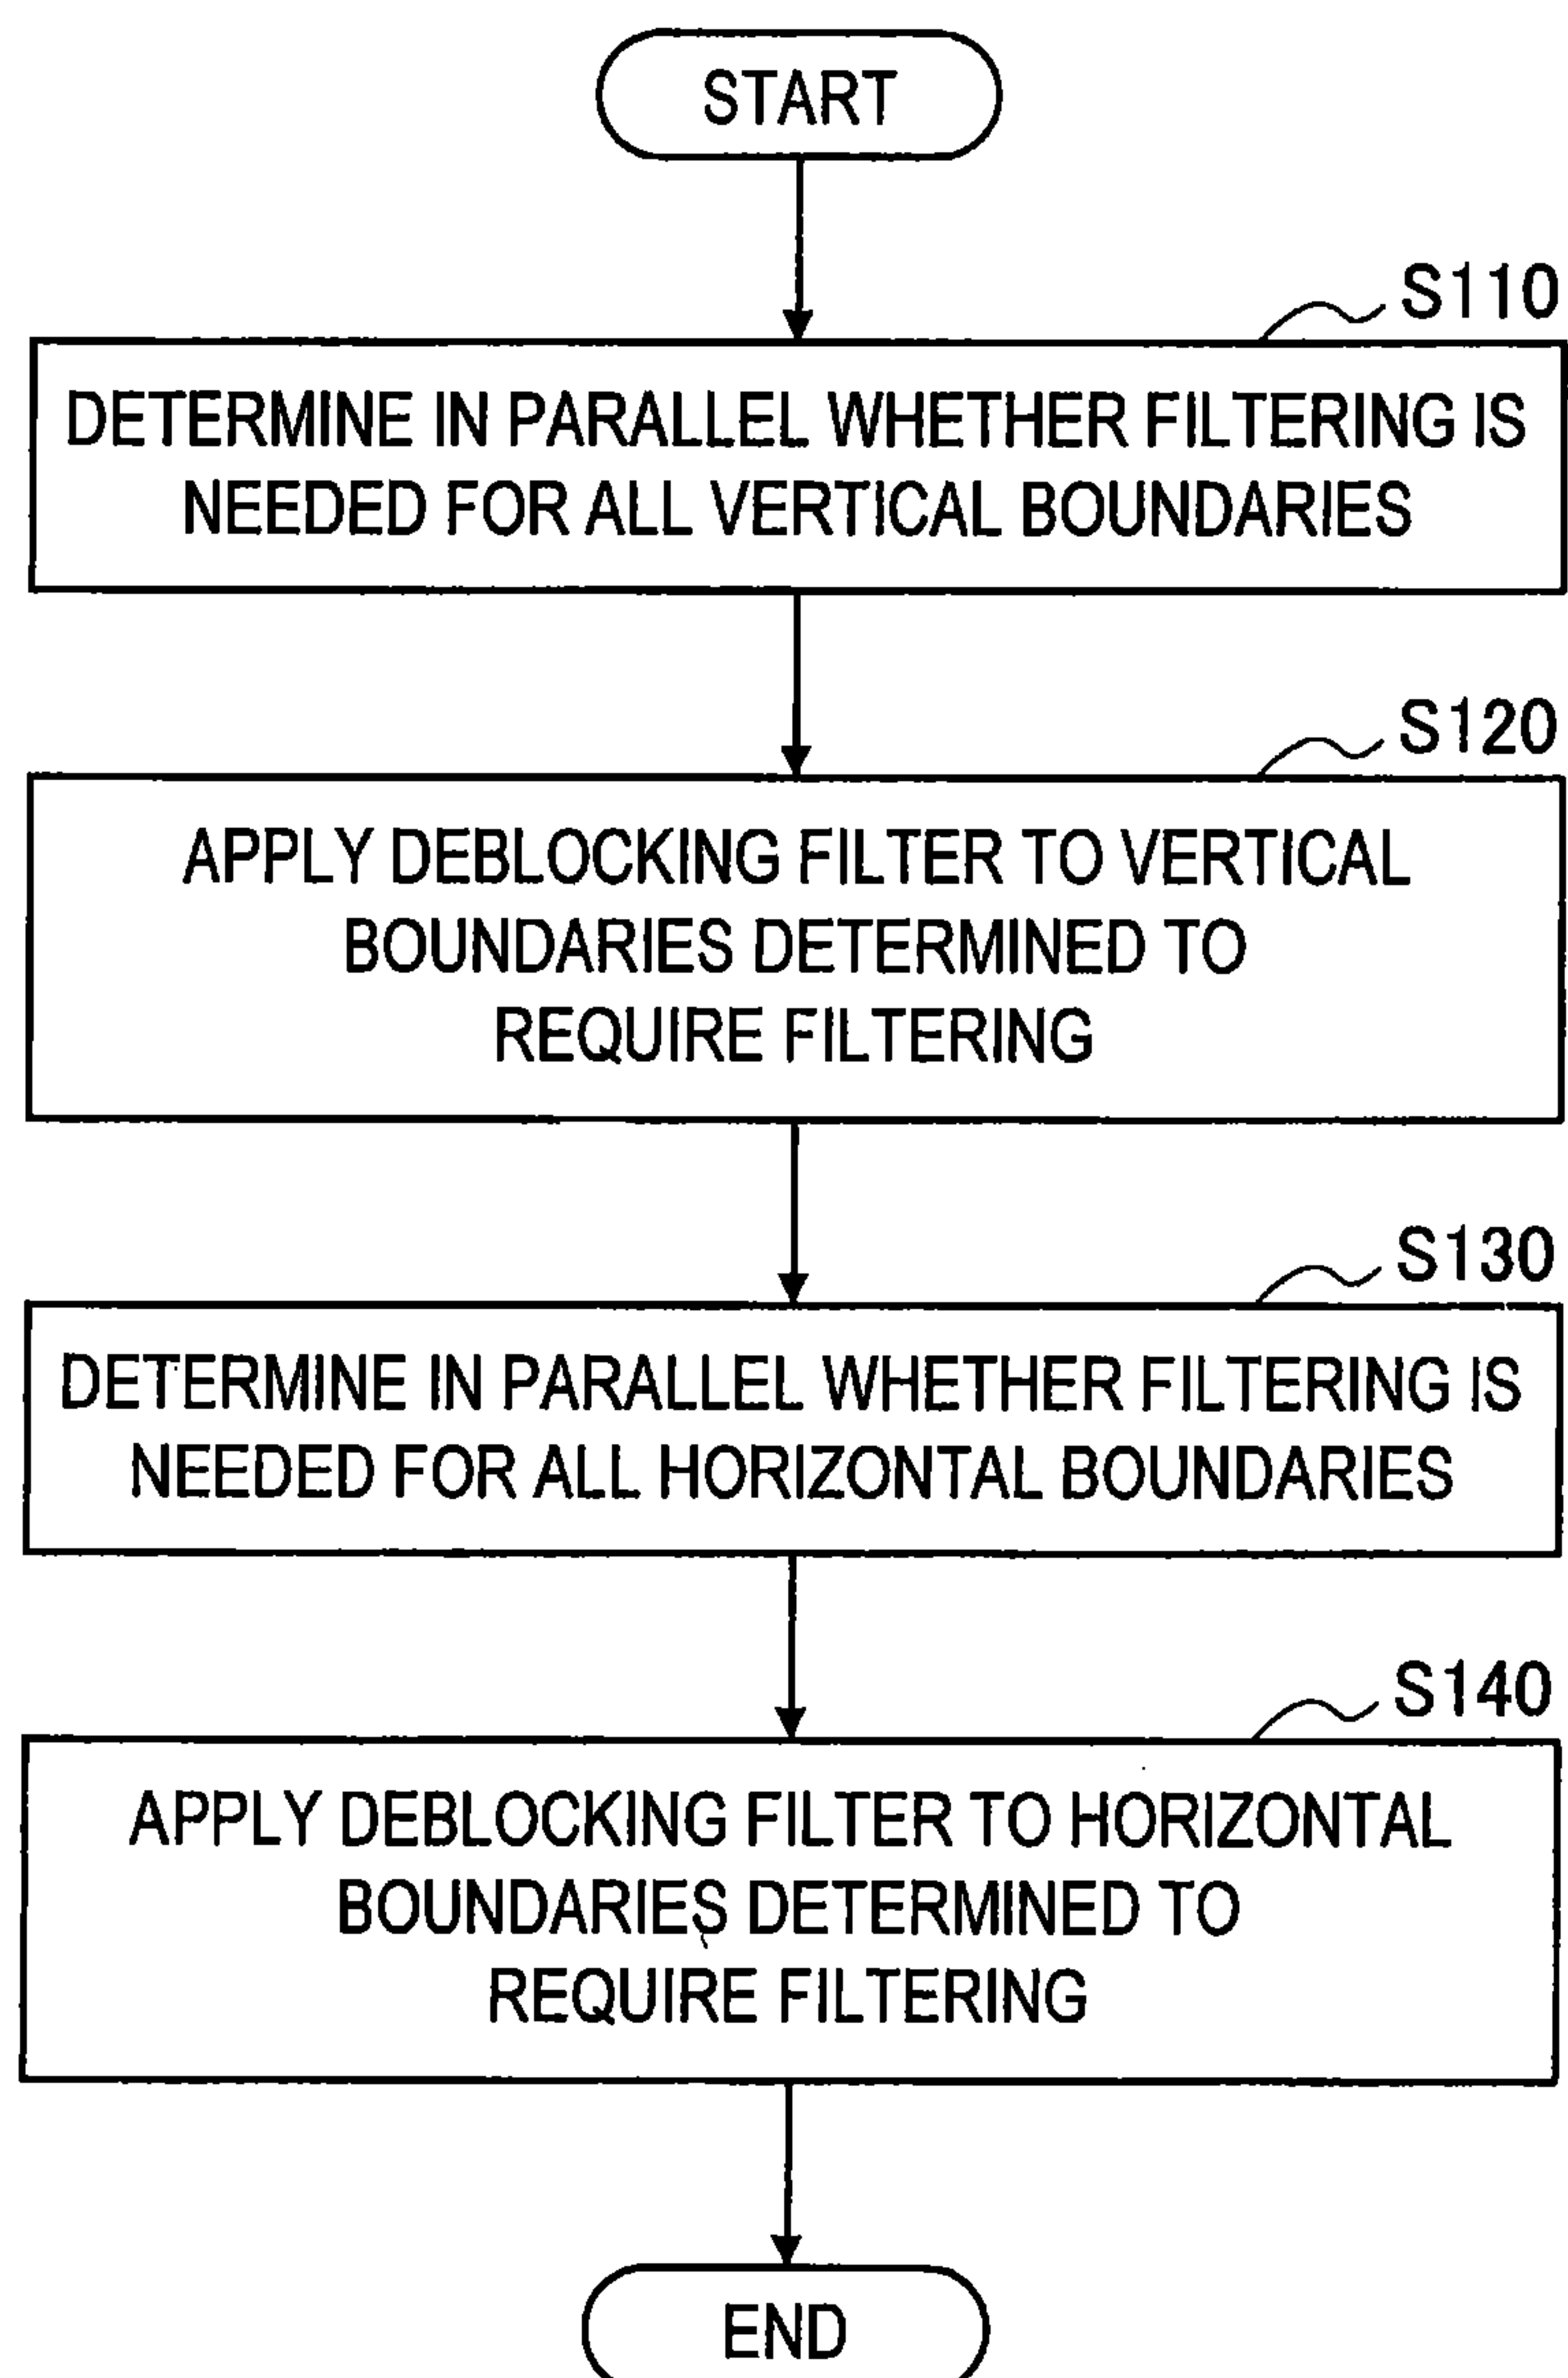 START
S110
DETERMINE IN PARALLEL WHETHER FILTERING IS
NEEDED FOR ALL VERTICAL BOUNDARIES
S120
APPLY DEBLOCKING FILTER TO VERTICAL
BOUNDARIES DETERMINED TO
REQUIRE FILTERING
S130
DETERMINE IN PARALLEL WHETHER FILTERING IS
NEEDED FOR ALL HORIZONTAL BOUNDARIES
S140
APPLY DEBLOCKING FILTER TO HORIZONTAL
BOUNDARIES DETERMINED TO
REQUIRE FILTERING
END